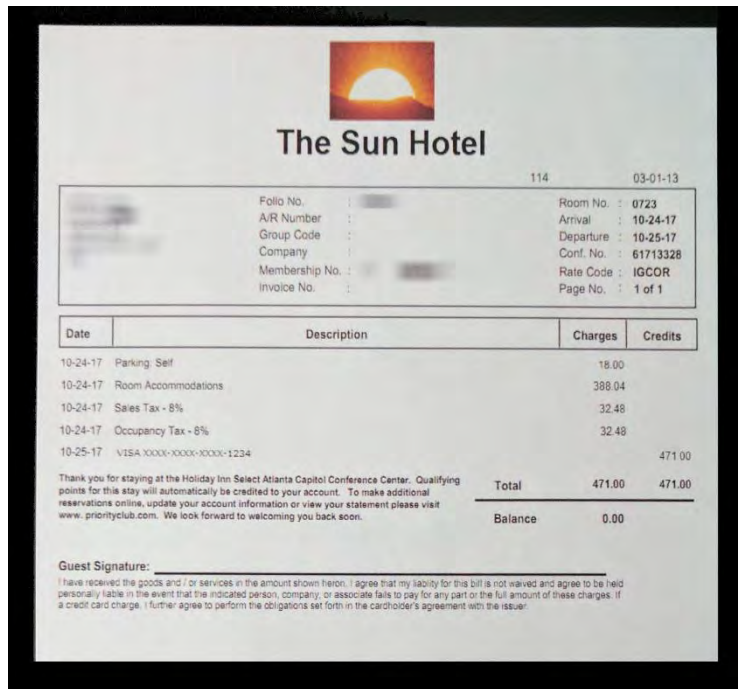 The Sun Hotel
114 03-01-13
Folio No. :
A/R Number :
Group Code :
Company :
Membership No. :
Invoice No. :
Room No. : 0723
Arrival : 10-24-17
Departure : 10-25-17
Conf. No. : 61713328
Rate Code : IGCOR
Page No. : 1 of 1
Date Description Charges Credits
10-24-17 Parking: Self 18.00
10-24-17 Room Accommodations 388.04
10-24-17 Sales Tax - 8% 32.48
10-24-17 Occupancy Tax - 8% 32.48
10-25-17 VISA XXXX-XXXX-XXXX-1234 471.00
Thank you for staying at the Holiday Inn Select Atlanta Capitol Conference Center. Qualifying
points for this stay will automatically be credited to your account. To make additional
reservations online, update your account information or view your statement please visit
www. priorityclub.com. We look forward to welcoming you back soon.
Total 471.00 471.00
Balance 0.00
Guest Signature:
I have received the goods and / or services in the amount shown heron. I agree that my liablity for this bill is not waived and agree to be held
personally liable in the event that the indicated person, company, or associate fails to pay for any part or the full amount of these charges. If
a credit card charge, I further agree to perform the obligations set forth in the cardholder's agreement with the issuer.